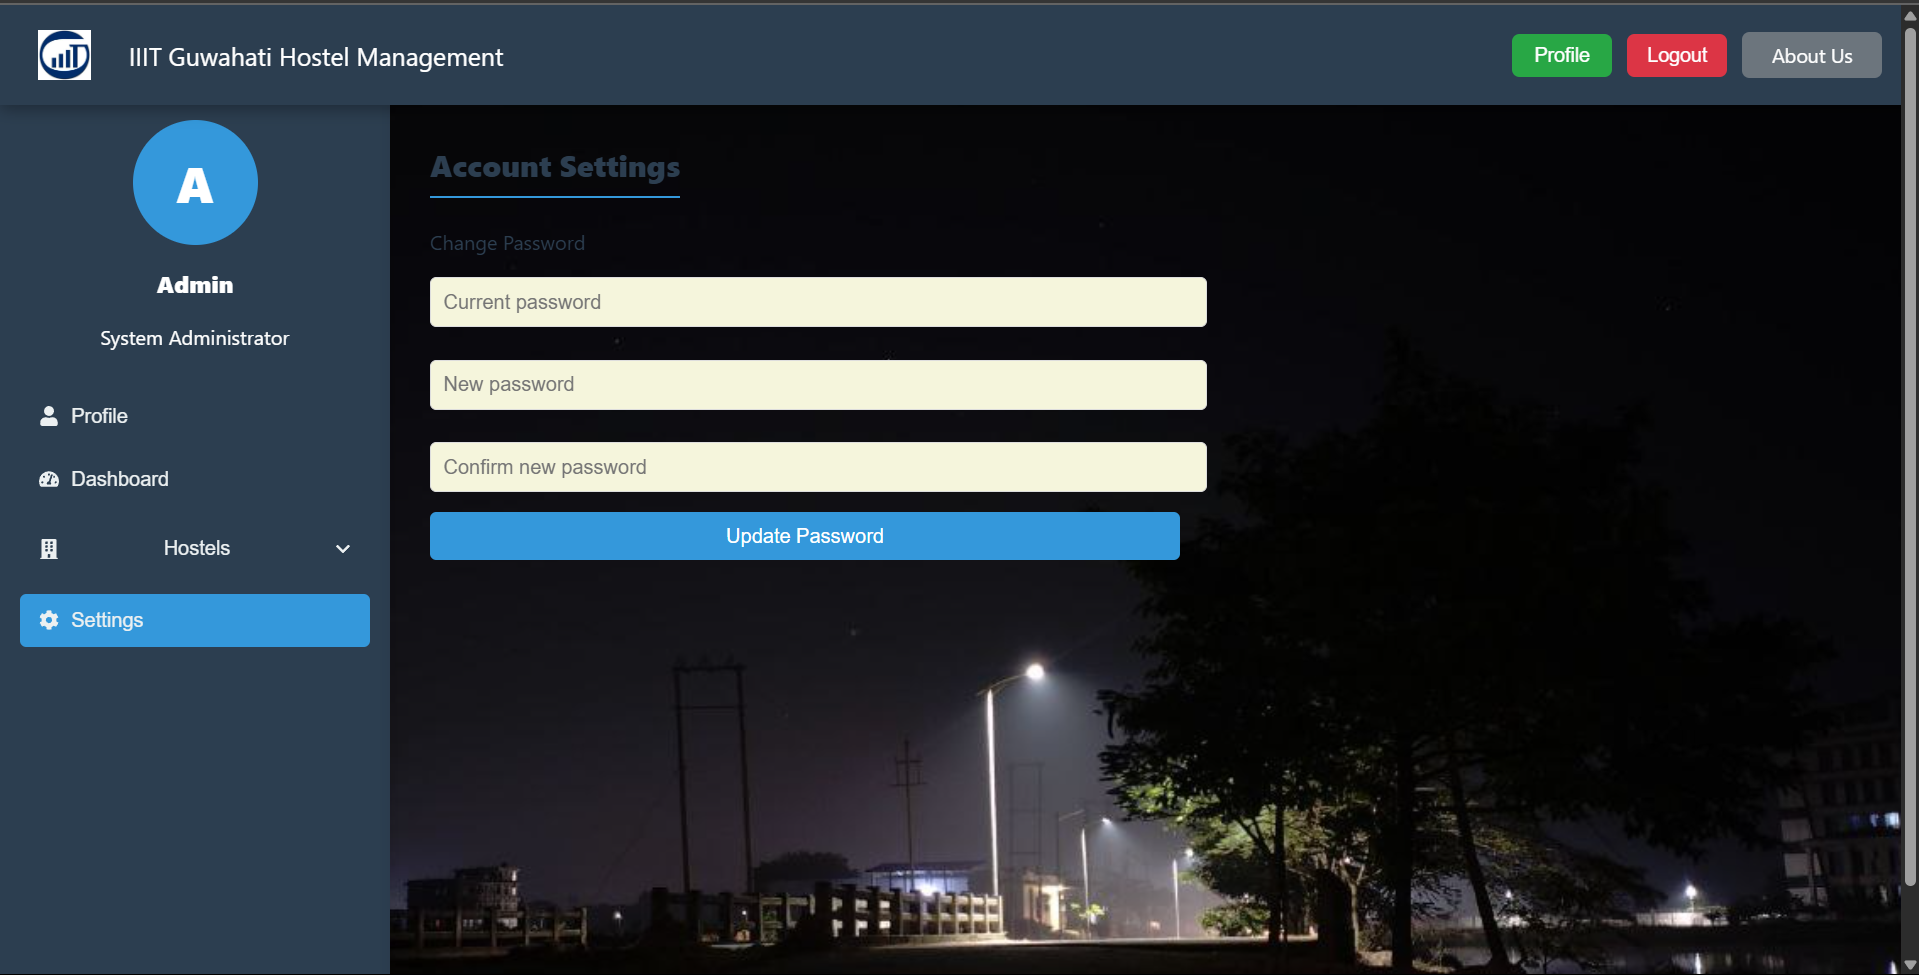 IIIT Guwahati Hostel Management
Profile
Logout
About Us
A
Admin
System Administrator
Profile
Dashboard
Hostels
Settings
Account Settings
Change Password
Current password
New password
Confirm new password
Update Password